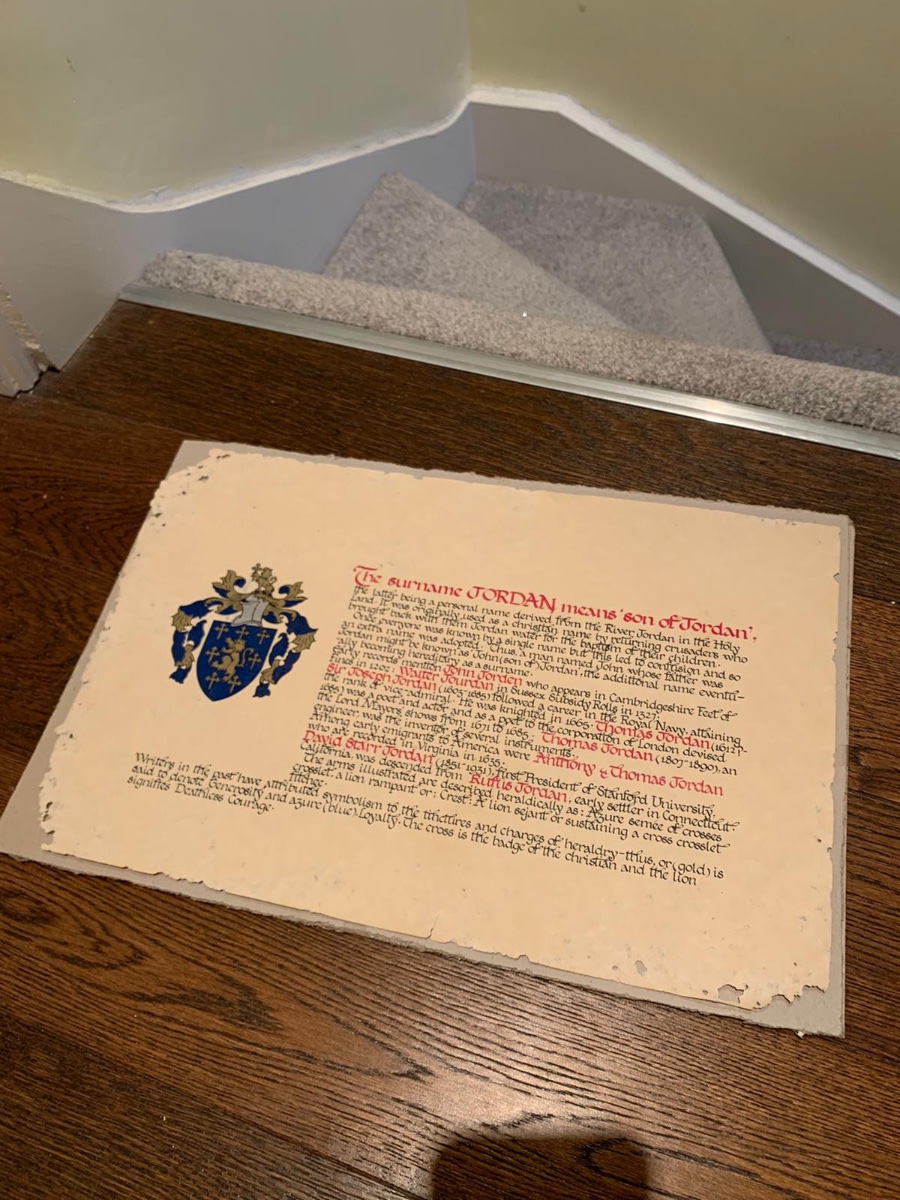 The surname JORDAN, means 'son of Jordan',
the latter being a personal name derived from the River Jordan in the Holy
Land. It was originally used as a christian name by returning crusaders who
brought back with them Jordan water for the baptism of their children.
Once everyone was known by a single name but this led to confusion and so
an extra name was adopted. Thus, a man named John whose father was
Jordan might be known as John (son of) Jordan, the additional name eventu-
ally becoming hereditary as a surname.
Early records mention John Jorden who appears in Cambridgeshire Feet of
Fines in 1202; Walter Jourdan in Sussex Subsidy Rolls in 1327.
Sir Joseph Jordan (1603-1685) followed a career in the Royal Navy, attaining
the rank of vice-admiral. He was knighted in 1665. Thomas Jordan (1612?-
1685) was a poet and actor and as a poet to the corporation of London devised
the Lord Mayors' shows from 1671 to 1685. Thomas Jordan (1807-1890), an
engineer, was the inventor of several instruments.
Among early emigrants to America were Anthony & Thomas Jordan
who are recorded in Virginia in 1635.
David Starr Jordan (1851-1931), First President of Stanford University,
California, was descended from Rufus Jordan, early settler in Connecticut.
The arms illustrated are described heraldically as: Azure semée of crosses
crosslet, a lion rampant or; Crest: A lion sejant or sustaining a cross crosslet
fitchée.
Writers in the past have attributed symbolism to the tinctures and charges of heraldry - thus, or (gold) is
said to denote Generosity and azure (blue) Loyalty. The cross is the badge of the christian and the lion
signifies Deathless Courage.